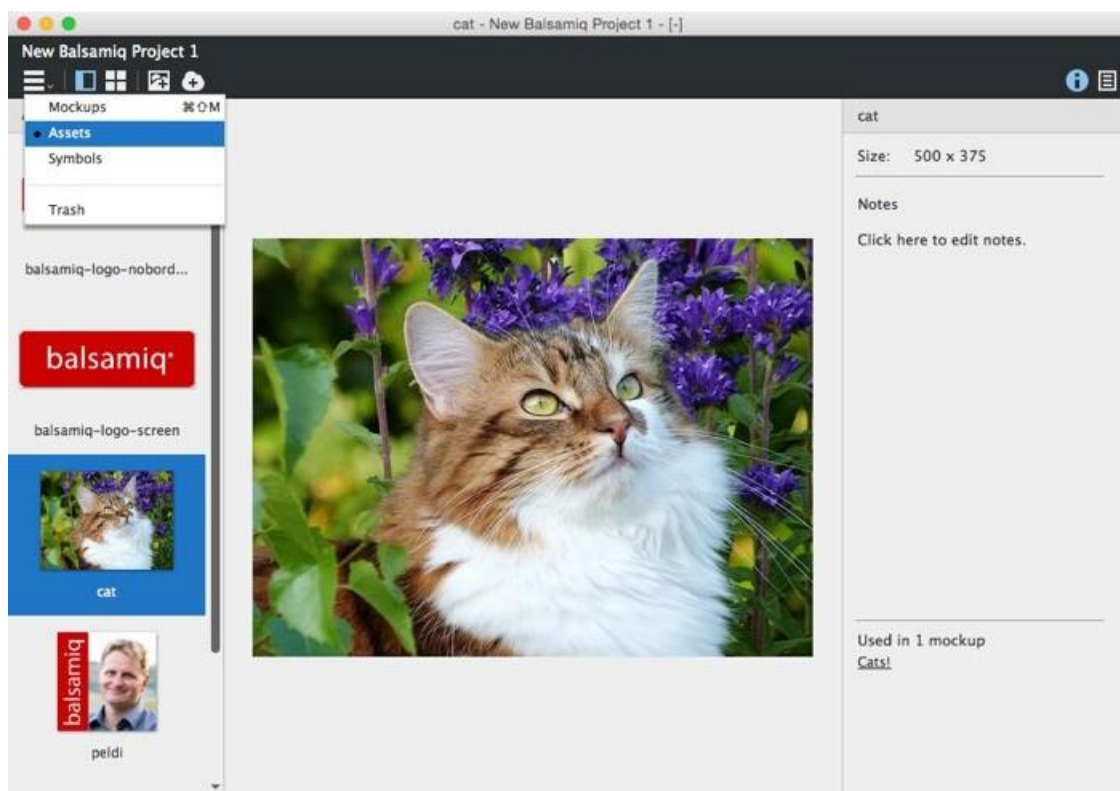 cat - New Balsamiq Project 1 - [-]
New Balsamiq Project 1
Mockups ⌘⇧M
Assets
Symbols
Trash
balsamiq-logo-nobord...
balsamiq®
balsamiq-logo-screen
cat
balsamiq
peldi
cat
Size: 500 x 375
Notes
Click here to edit notes.
Used in 1 mockup
Cats!